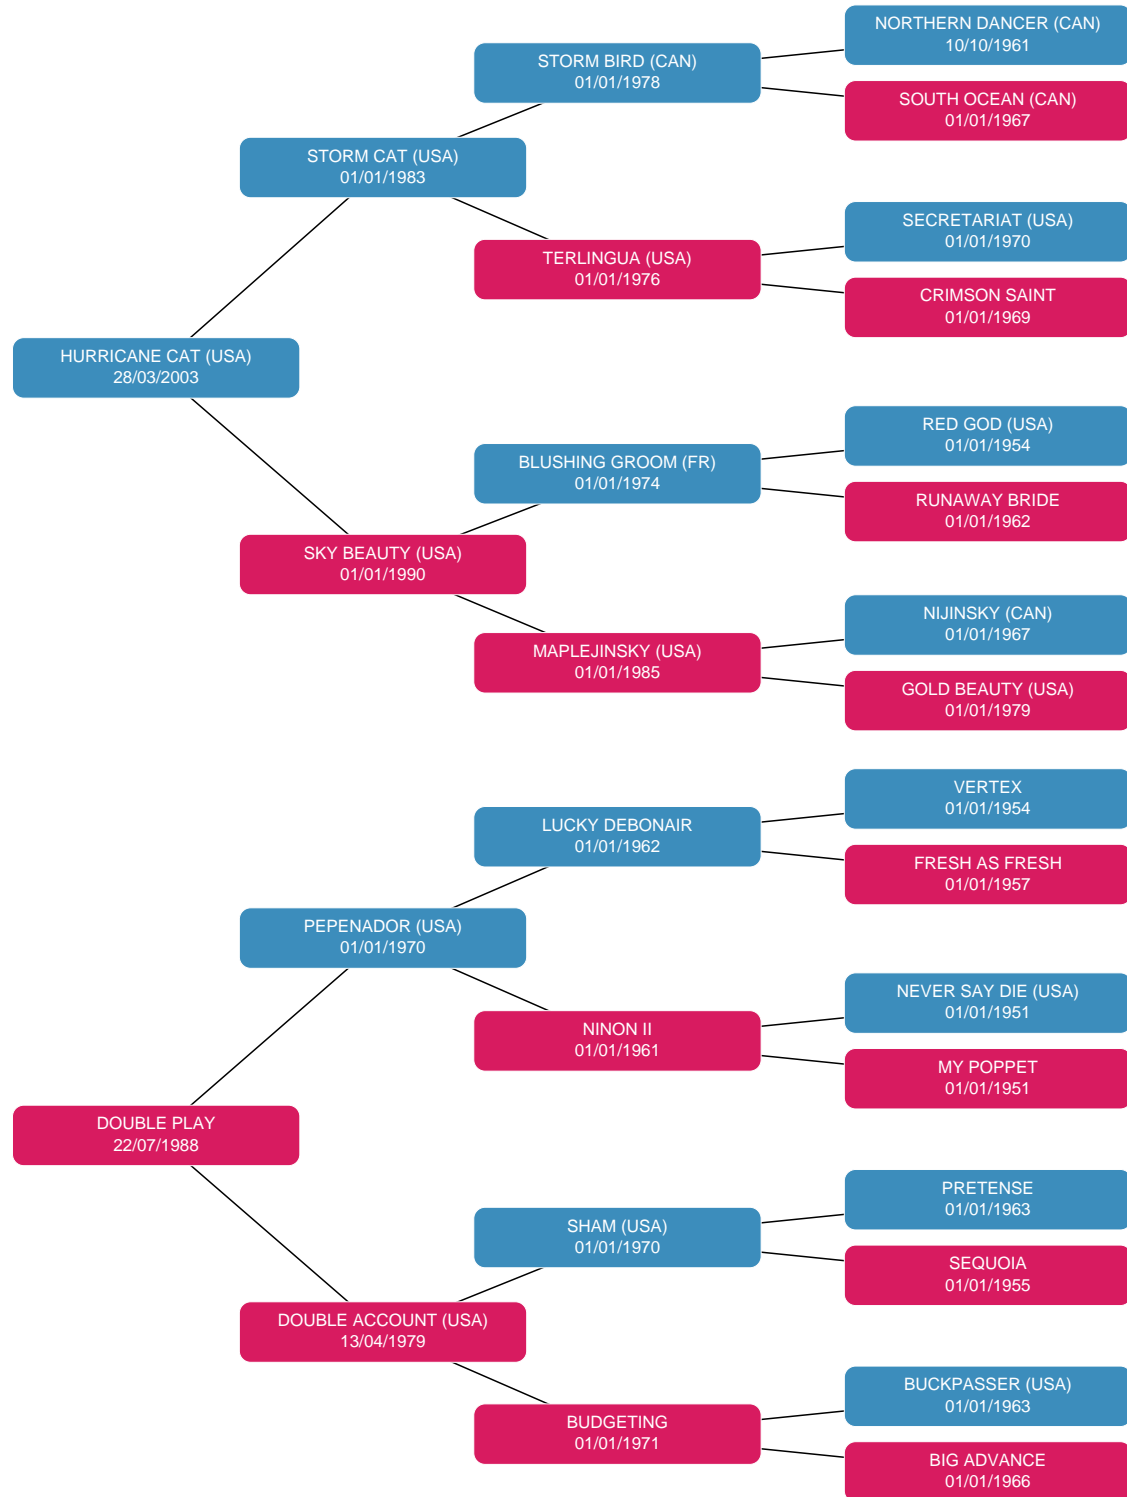 NORTHERN DANCER (CAN)
10/10/1961
STORM BIRD (CAN)
01/01/1978
SOUTH OCEAN (CAN)
01/01/1967
STORM CAT (USA)
01/01/1983
SECRETARIAT (USA)
01/01/1970
TERLINGUA (USA)
01/01/1976
CRIMSON SAINT
01/01/1969
HURRICANE CAT (USA)
28/03/2003
RED GOD (USA)
01/01/1954
BLUSHING GROOM (FR)
01/01/1974
RUNAWAY BRIDE
01/01/1962
SKY BEAUTY (USA)
01/01/1990
NIJINSKY (CAN)
01/01/1967
MAPLEJINSKY (USA)
01/01/1985
GOLD BEAUTY (USA)
01/01/1979
VERTEX
01/01/1954
LUCKY DEBONAIR
01/01/1962
FRESH AS FRESH
01/01/1957
PEPENADOR (USA)
01/01/1970
NEVER SAY DIE (USA)
01/01/1951
NINON II
01/01/1961
MY POPPET
01/01/1951
DOUBLE PLAY
22/07/1988
PRETENSE
01/01/1963
SHAM (USA)
01/01/1970
SEQUOIA
01/01/1955
DOUBLE ACCOUNT (USA)
13/04/1979
BUCKPASSER (USA)
01/01/1963
BUDGETING
01/01/1971
BIG ADVANCE
01/01/1966